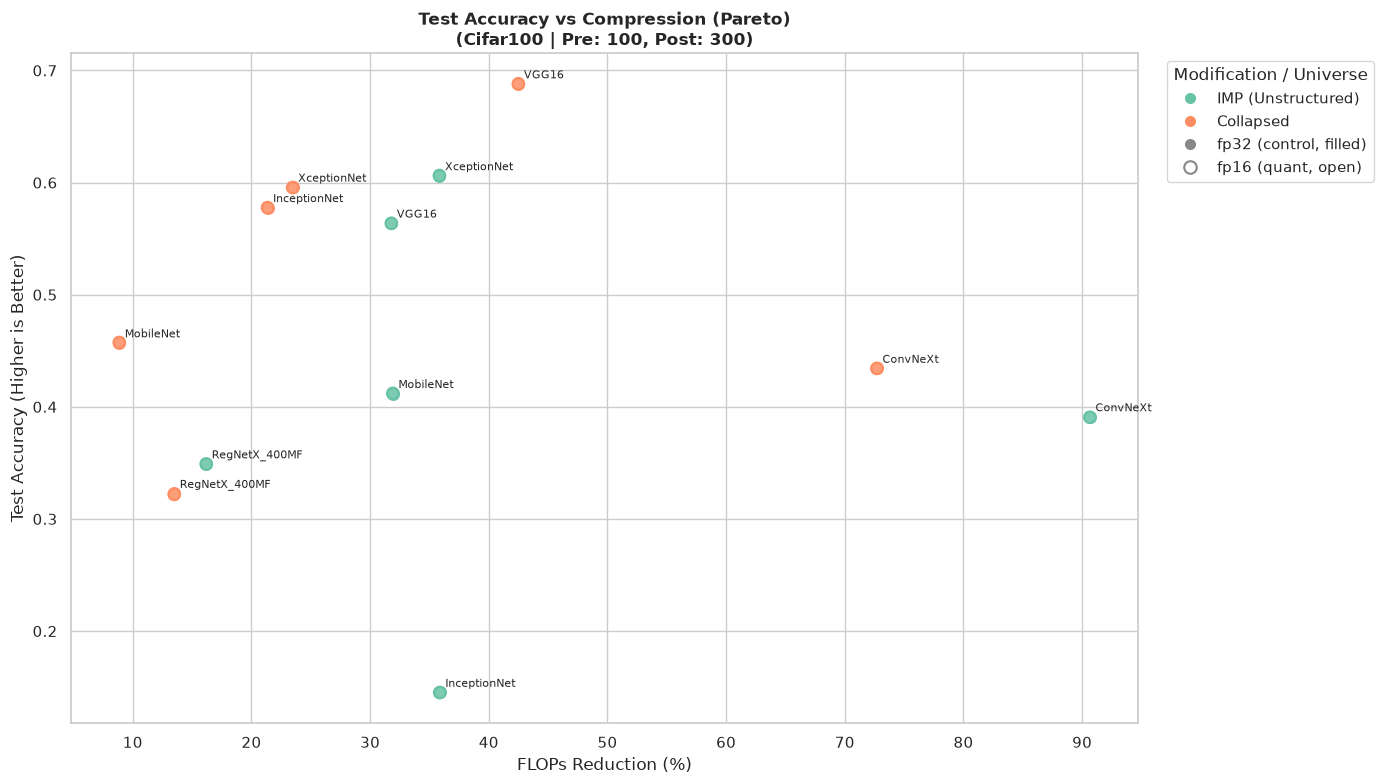 Test Accuracy vs Compression (Pareto)
(Cifar100 | Pre: 100, Post: 300)
Test Accuracy (Higher is Better)
0.7
0.6
0.5
0.4
0.3
0.2
VGG16
XceptionNet
XceptionNet
InceptionNet
VGG16
MobileNet
ConvNeXt
MobileNet
ConvNeXt
RegNetX_400MF
RegNetX_400MF
InceptionNet
10
20
30
40
50
60
70
80
90
FLOPs Reduction (%)
Modification / Universe
IMP (Unstructured)
Collapsed
fp32 (control, filled)
fp16 (quant, open)